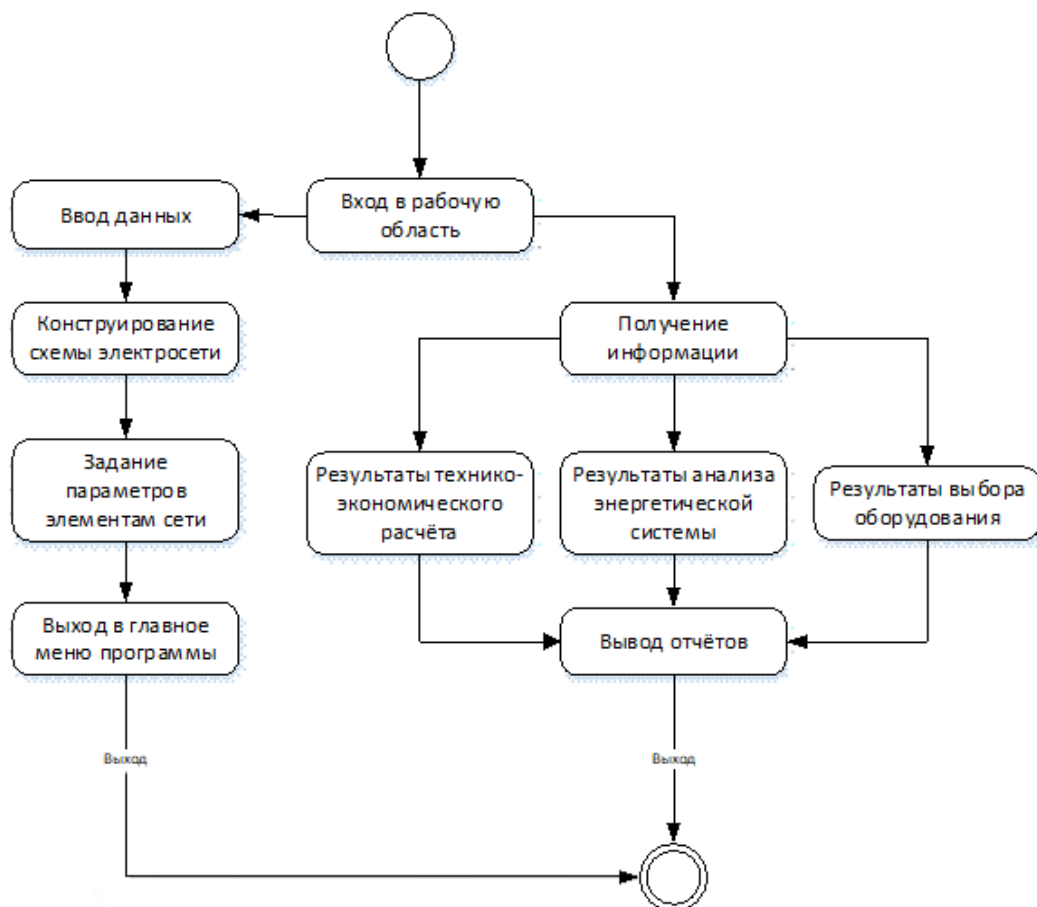 Вход в рабочую
область
Ввод данных
Конструирование
схемы электросети
Задание
параметров
элементам сети
Выход в главное
меню программы
Выход
Получение
информации
Результаты технико-
экономического
расчёта
Результаты анализа
энергетической
системы
Результаты выбора
оборудования
Вывод отчётов
Выход